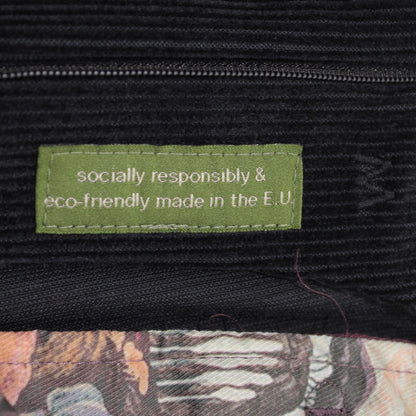 socially responsibly &
eco-friendly made in the E.U.